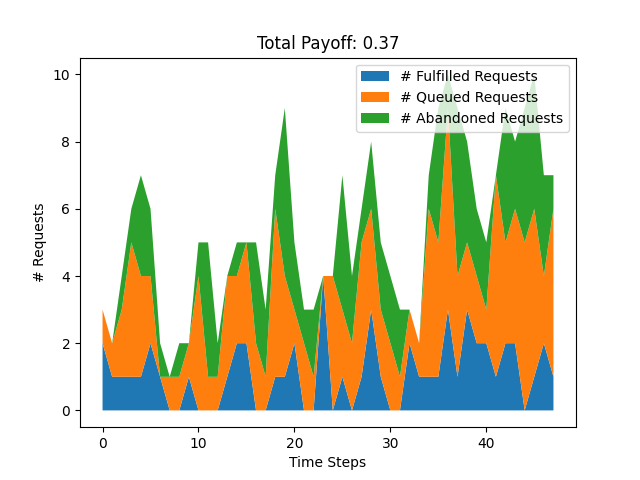 Total Payoff: 0.37
# Fulfilled Requests
# Queued Requests
# Abandoned Requests
# Requests
10
8
6
4
2
0
0 10 20 30 40
Time Steps